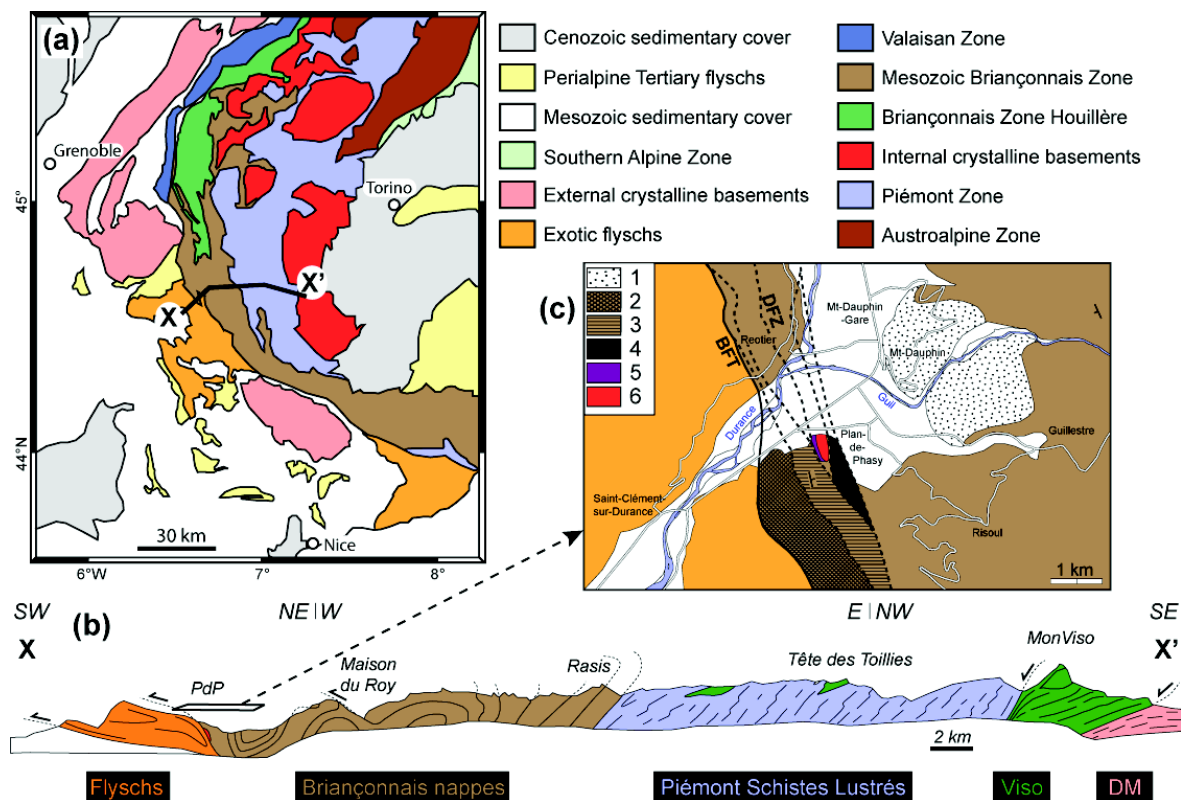 (a)
Grenoble
Torino
Nice
X
X'
45°
44°N
30 km
6°W
7°
8°
Cenozoic sedimentary cover
Perialpine Tertiary flyschs
Mesozoic sedimentary cover
Southern Alpine Zone
External crystalline basements
Exotic flyschs
Valaisan Zone
Mesozoic Briançonnais Zone
Briançonnais Zone Houillère
Internal crystalline basements
Piémont Zone
Austroalpine Zone
(c)
1
2
3
4
5
6
DFZ
BFT
Reotier
Mt-Dauphin
-Gare
Mt-Dauphin
Guil
Durance
Plan-
de-
Phasy
Guillestre
Saint-Clément-
sur-Durance
Risoul
1 km
SW
NE | W
E | NW
SE
X
(b)
X'
PdP
Maison
du Roy
Rasis
Tête des Toillies
MonViso
2 km
Flyschs
Briançonnais nappes
Piémont Schistes Lustrés
Viso
DM